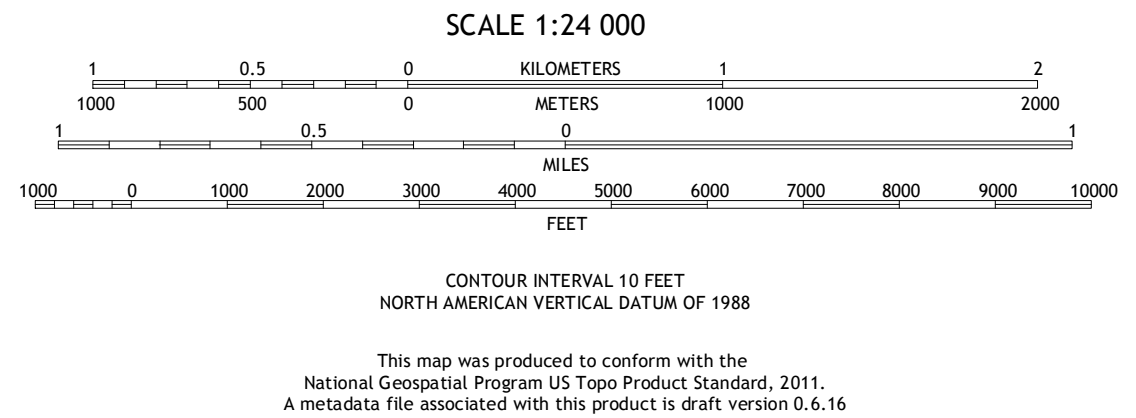 SCALE 1:24 000
1 0.5 0 KILOMETERS 1 2
1000 500 0 METERS 1000 2000
1 0.5 0 1
MILES
1000 0 1000 2000 3000 4000 5000 6000 7000 8000 9000 10000
FEET
CONTOUR INTERVAL 10 FEET
NORTH AMERICAN VERTICAL DATUM OF 1988
This map was produced to conform with the
National Geospatial Program US Topo Product Standard, 2011.
A metadata file associated with this product is draft version 0.6.16